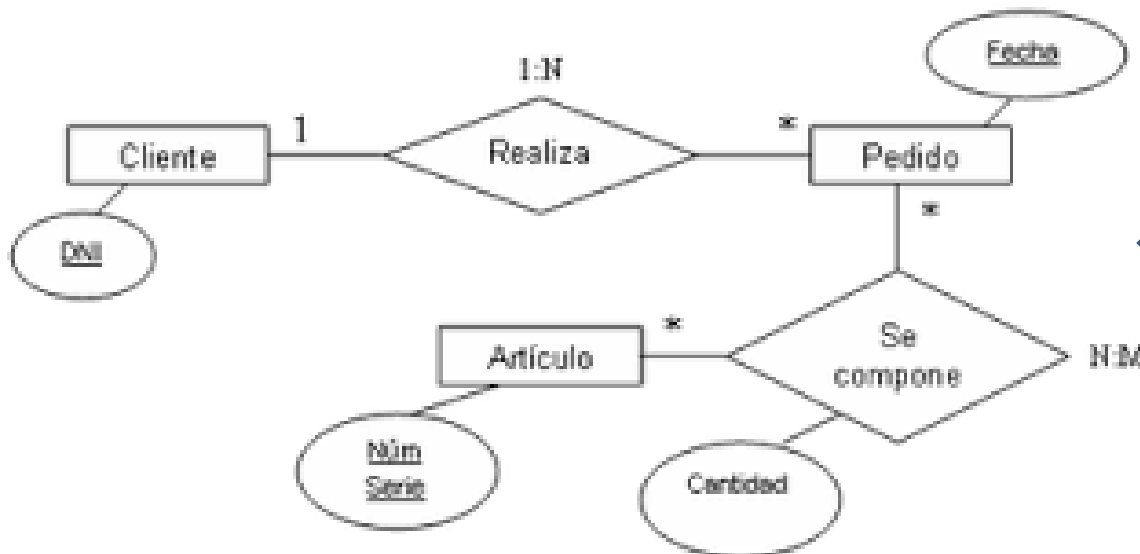 Fecha
1:N
Cliente
1
Realiza
*
Pedido
*
DNI
Artículo
*
Se
compone
N:M
Núm
Serie
Cantidad